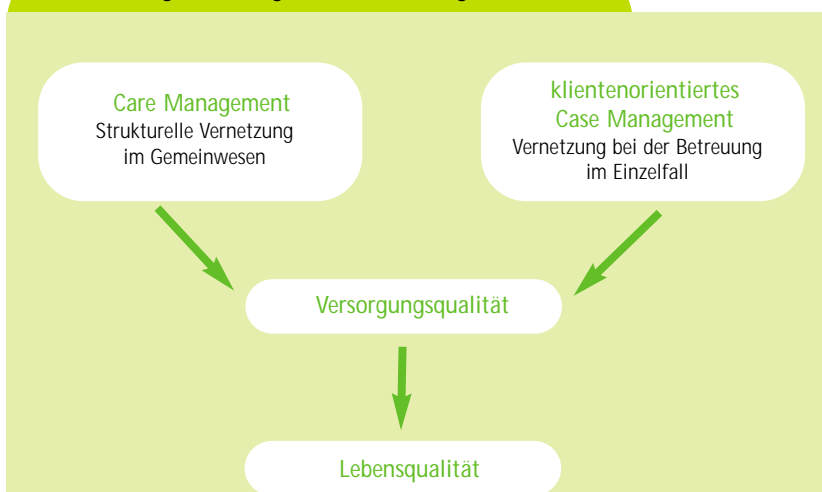 Care Management
Strukturelle Vernetzung
im Gemeinwesen
klientenorientiertes
Case Management
Vernetzung bei der Betreuung
im Einzelfall
Versorgungsqualität
Lebensqualität